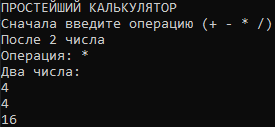 ПРОСТЕЙШИЙ КАЛЬКУЛЯТОР
Сначала введите операцию (+ - * /)
После 2 числа
Операция: *
Два числа:
4
4
16